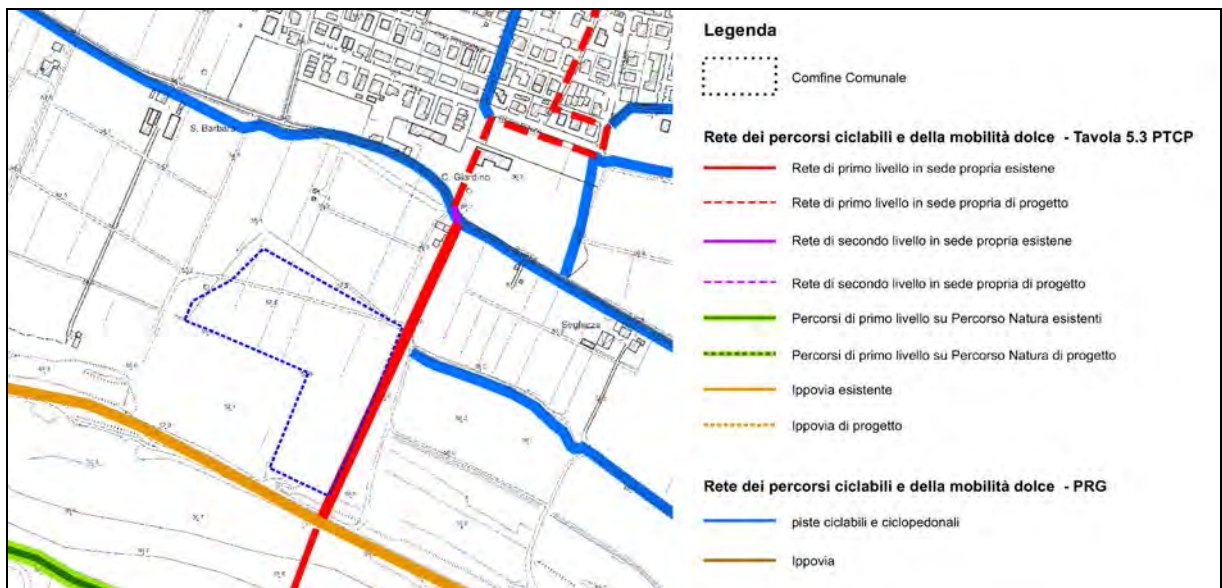 Legenda
Comfine Comunale
Rete dei percorsi ciclabili e della mobilità dolce - Tavola 5.3 PTCP
Rete di primo livello in sede propria esistene
Rete di primo livello in sede propria di progetto
Rete di secondo livello in sede propria esistene
Rete di secondo livello in sede propria di progetto
Percorsi di primo livello su Percorso Natura esistenti
Percorsi di primo livello su Percorso Natura di progetto
Ippovia esistente
Ippovia di progetto
Rete dei percorsi ciclabili e della mobilità dolce - PRG
piste ciclabili e ciclopedonali
Ippovia
S. Barbara
C. Giardino